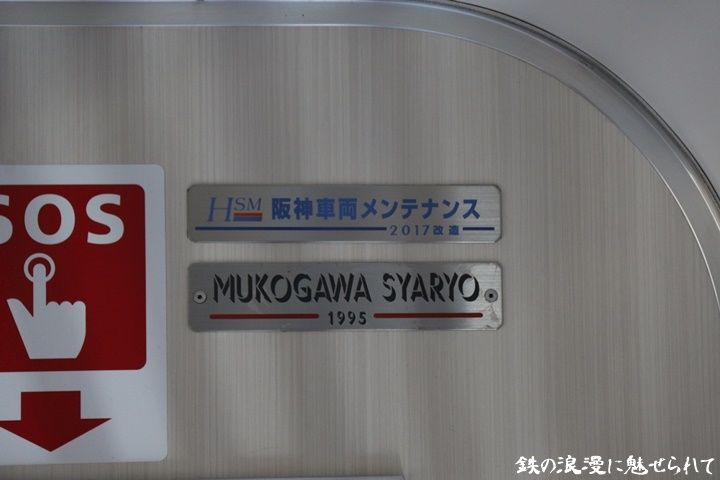 SOS
HSM 阪神車両メンテナンス
2017改造
MUKOGAWA SYARYO
1995
鉄の浪漫に魅せられて